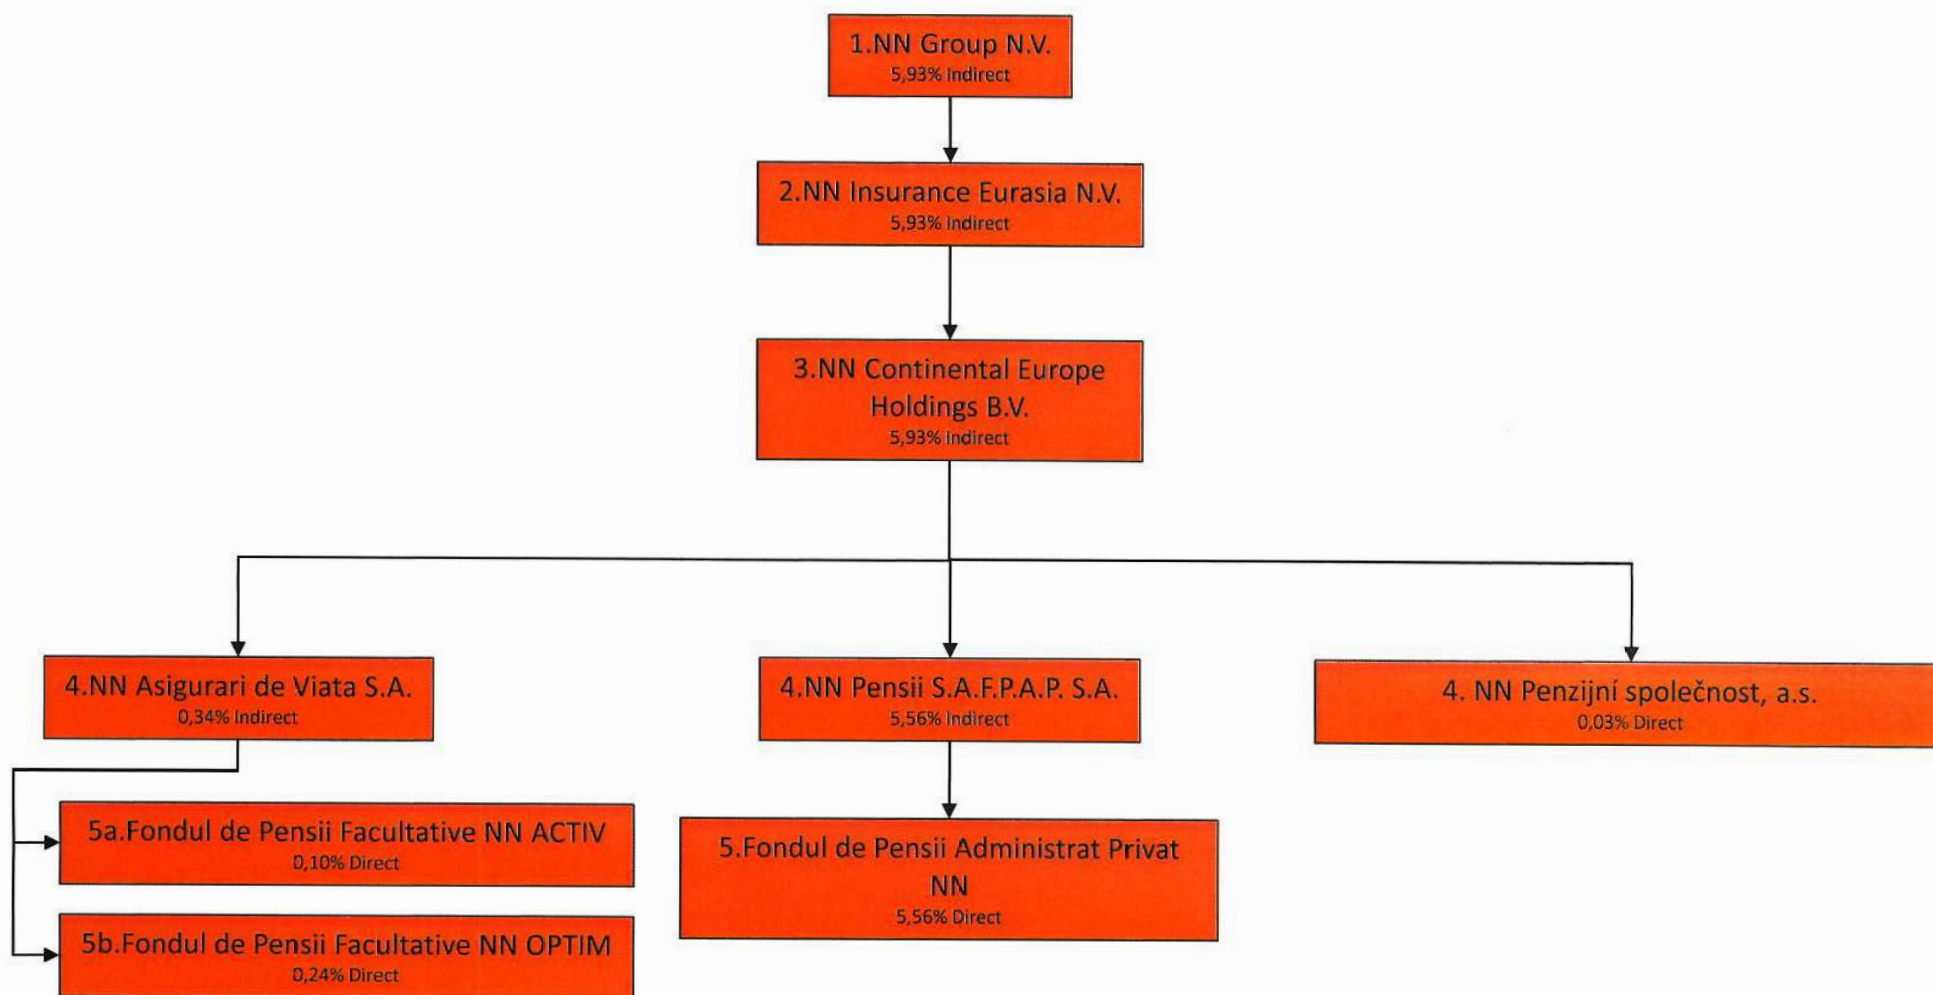 1.NN Group N.V.
5,93% Indirect
2.NN Insurance Eurasia N.V.
5,93% Indirect
3.NN Continental Europe
Holdings B.V.
5,93% Indirect
4.NN Asigurari de Viata S.A.
0,34% Indirect
4.NN Pensii S.A.F.P.A.P. S.A.
5,56% Indirect
4. NN Penzijní společnost, a.s.
0,03% Direct
5a.Fondul de Pensii Facultative NN ACTIV
0,10% Direct
5.Fondul de Pensii Administrat Privat
NN
5,56% Direct
5b.Fondul de Pensii Facultative NN OPTIM
0,24% Direct